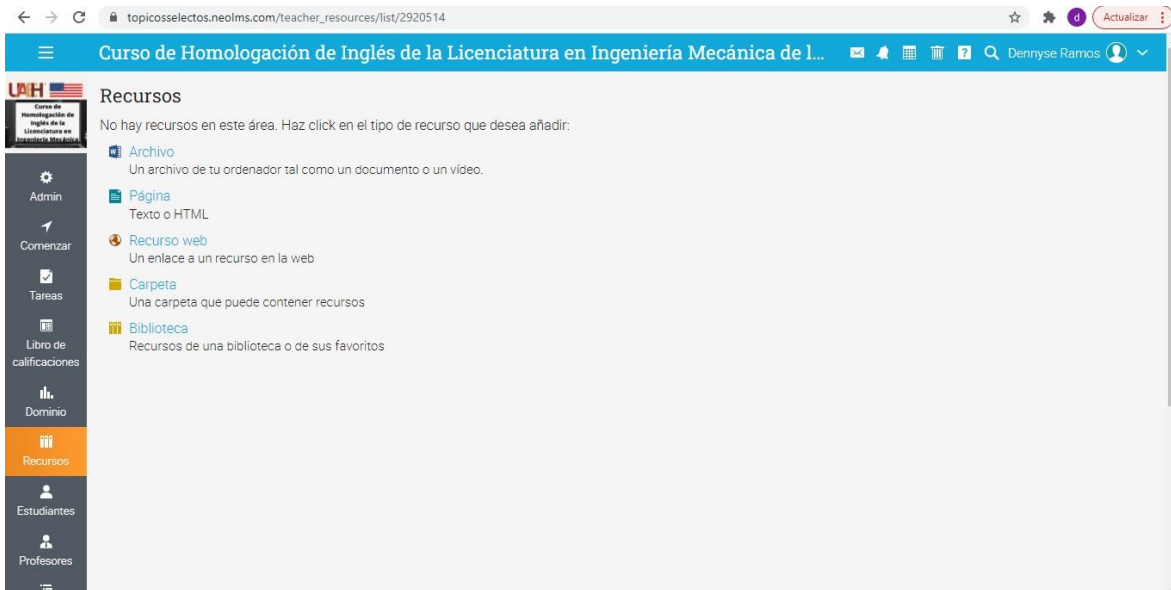 topicosselectos.neolms.com/teacher_resources/list/2920514
d
Actualizar
Curso de Homologación de Inglés de la Licenciatura en Ingeniería Mecánica de l...
Dennyse Ramos
Curso de
Homologación de
Inglés de la
Licenciatura en
Ingeniería Mecánica
Admin
Comenzar
Tareas
Libro de
calificaciones
Dominio
Recursos
Estudiantes
Profesores
Recursos
No hay recursos en este área. Haz click en el tipo de recurso que desea añadir:
Archivo
Un archivo de tu ordenador tal como un documento o un vídeo.
Página
Texto o HTML
Recurso web
Un enlace a un recurso en la web
Carpeta
Una carpeta que puede contener recursos
Biblioteca
Recursos de una biblioteca o de sus favoritos